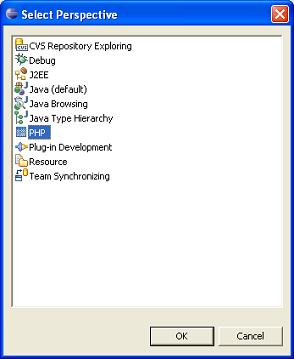 Select Perspective
CVS Repository Exploring
Debug
J2EE
Java (default)
Java Browsing
Java Type Hierarchy
PHP
Plug-in Development
Resource
Team Synchronizing
OK
Cancel